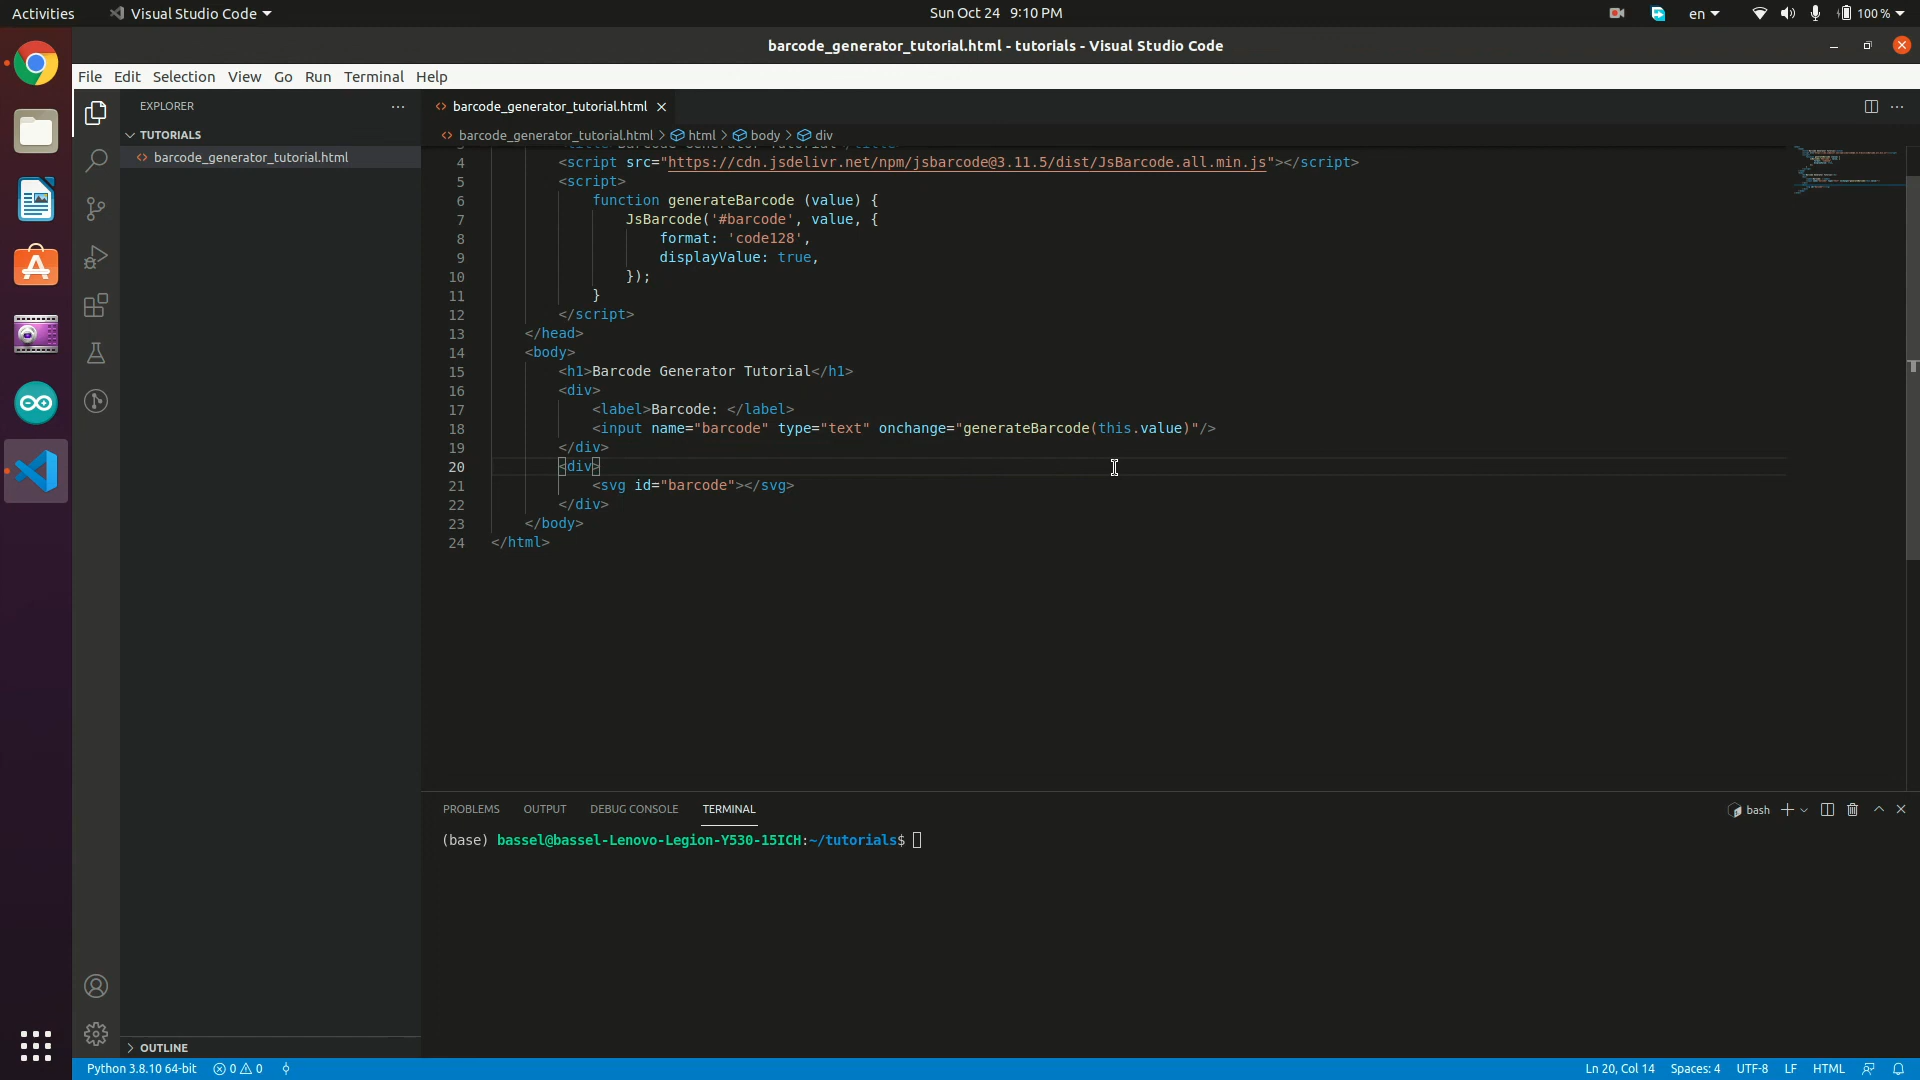 Activities
Visual Studio Code
Sun Oct 24 9:10 PM
en
100 %
barcode_generator_tutorial.html - tutorials - Visual Studio Code
File Edit Selection View Go Run Terminal Help
EXPLORER
TUTORIALS
barcode_generator_tutorial.html
barcode_generator_tutorial.html
barcode_generator_tutorial.html > html > body > div
4 <script src="https://cdn.jsdelivr.net/npm/jsbarcode@3.11.5/dist/JsBarcode.all.min.js"></script>
5 <script>
6 function generateBarcode (value) {
7 JsBarcode('#barcode', value, {
8 format: 'code128',
9 displayValue: true,
10 });
11 }
12 </script>
13 </head>
14 <body>
15 <h1>Barcode Generator Tutorial</h1>
16 <div>
17 <label>Barcode: </label>
18 <input name="barcode" type="text" onchange="generateBarcode(this.value)"/>
19 </div>
20 <div>
21 <svg id="barcode"></svg>
22 </div>
23 </body>
24 </html>
PROBLEMS OUTPUT DEBUG CONSOLE TERMINAL
bash
(base) bassel@bassel-Lenovo-Legion-Y530-15ICH:~/tutorials$
OUTLINE
Python 3.8.10 64-bit 0 0
Ln 20, Col 14 Spaces: 4 UTF-8 LF HTML